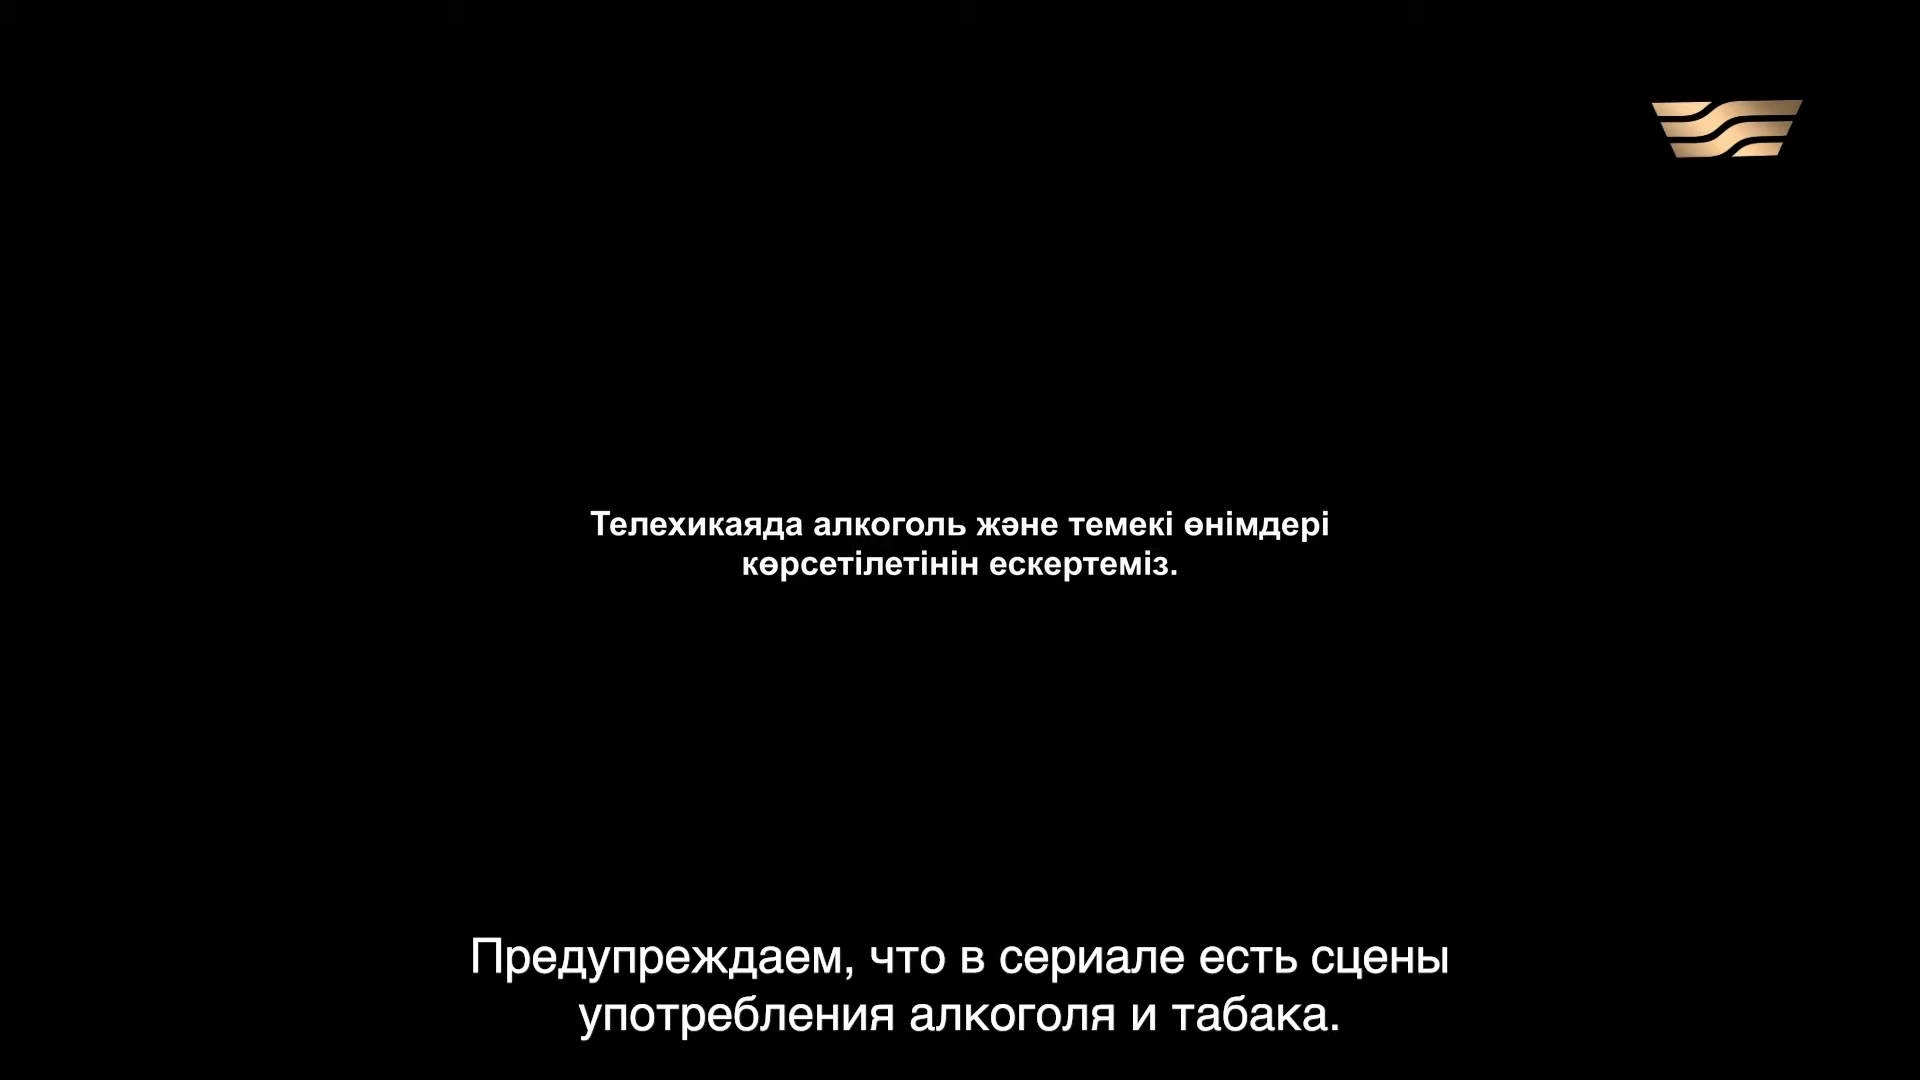 Телехикаяда алкоголь және темекі өнімдері
көрсетілетінін ескертеміз.
Предупреждаем, что в сериале есть сцены
употребления алкоголя и табака.